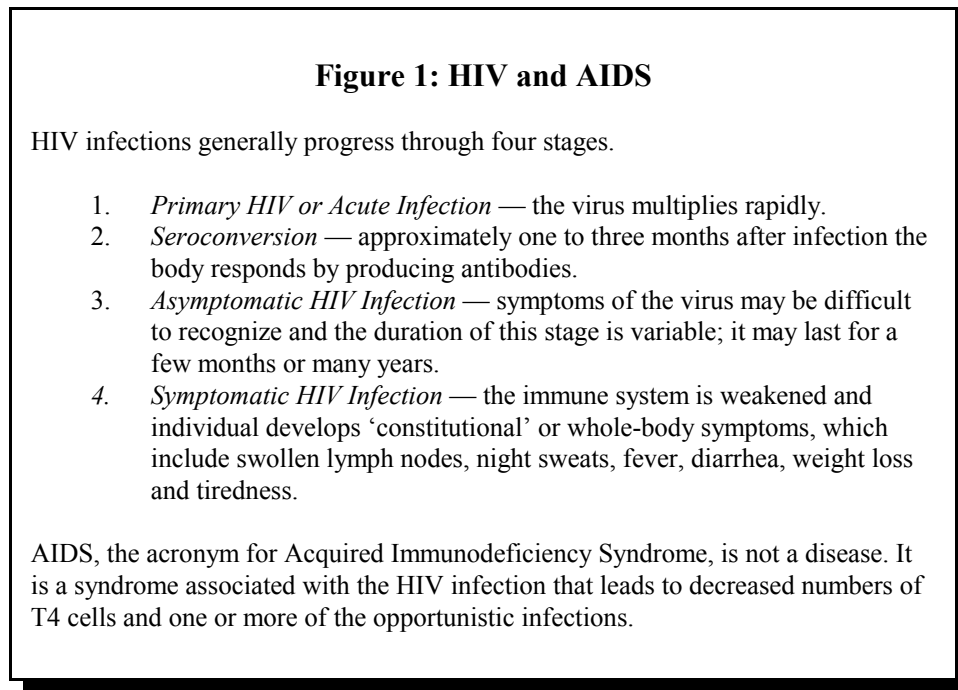 Figure 1: HIV and AIDS
HIV infections generally progress through four stages.
1. Primary HIV or Acute Infection — the virus multiplies rapidly.
2. Seroconversion — approximately one to three months after infection the
body responds by producing antibodies.
3. Asymptomatic HIV Infection — symptoms of the virus may be difficult
to recognize and the duration of this stage is variable; it may last for a
few months or many years.
4. Symptomatic HIV Infection — the immune system is weakened and
individual develops ‘constitutional’ or whole-body symptoms, which
include swollen lymph nodes, night sweats, fever, diarrhea, weight loss
and tiredness.
AIDS, the acronym for Acquired Immunodeficiency Syndrome, is not a disease. It
is a syndrome associated with the HIV infection that leads to decreased numbers of
T4 cells and one or more of the opportunistic infections.